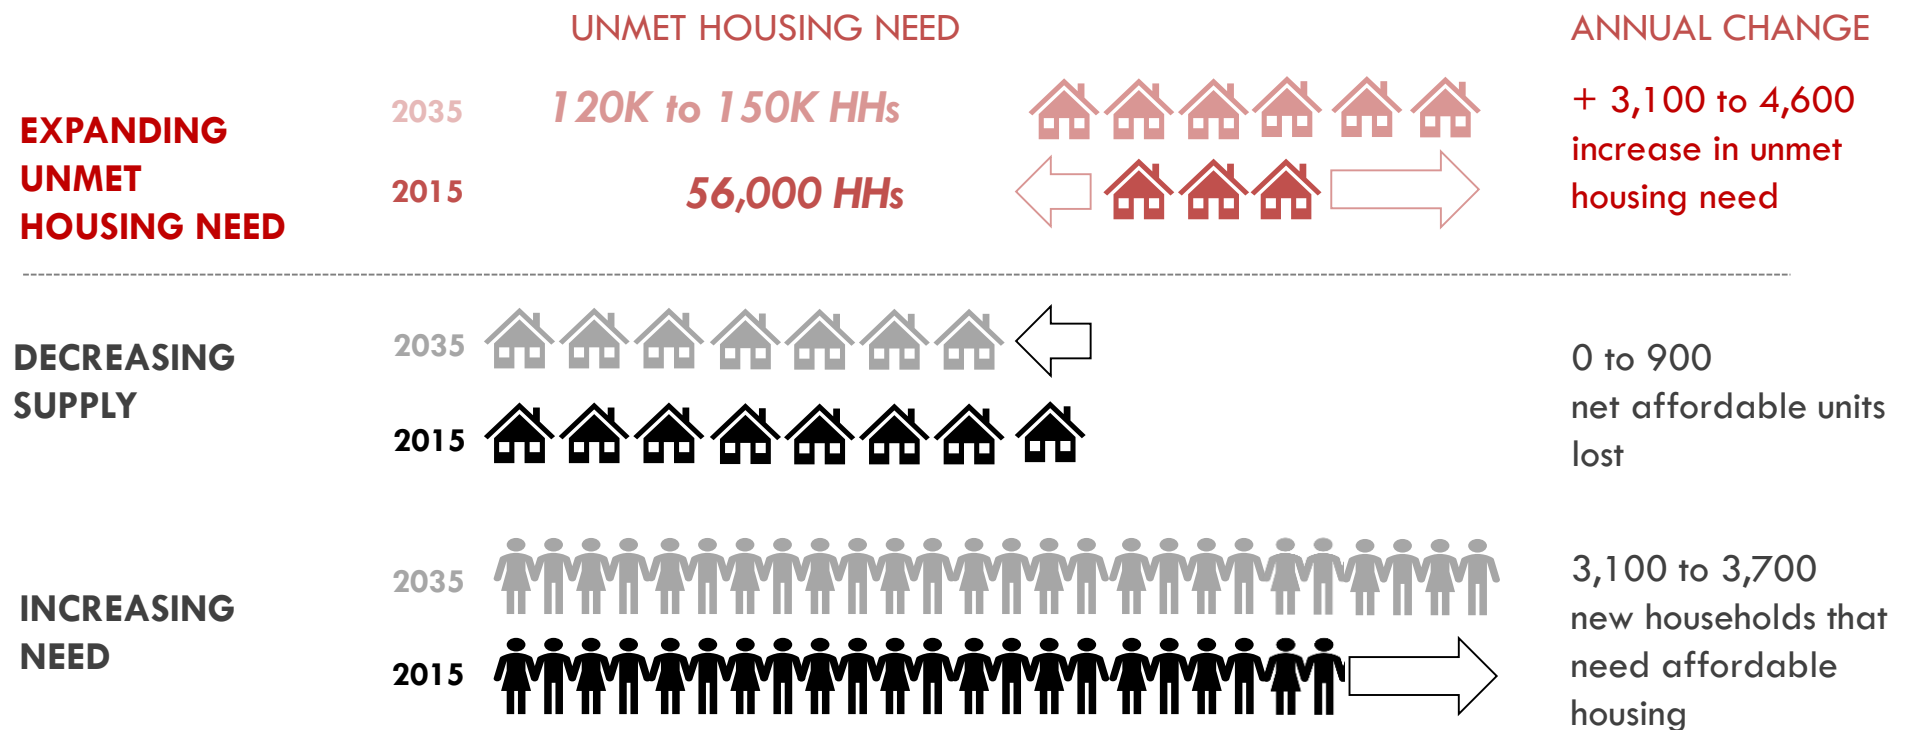 UNMET HOUSING NEED
ANNUAL CHANGE
EXPANDING
UNMET
HOUSING NEED
2035
120K to 150K HHs
2015
56,000 HHs
+ 3,100 to 4,600
increase in unmet
housing need
DECREASING
SUPPLY
2035
2015
0 to 900
net affordable units
lost
INCREASING
NEED
2035
2015
3,100 to 3,700
new households that
need affordable
housing